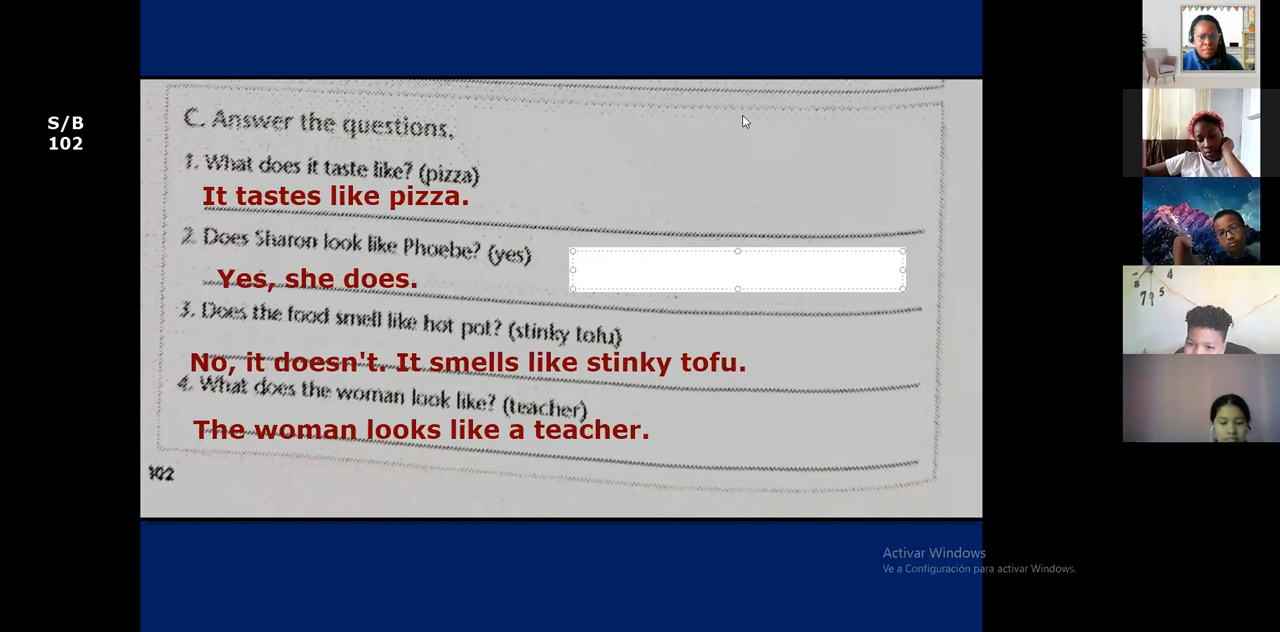 S/B
102
C. Answer the questions.
1. What does it taste like? (pizza)
It tastes like pizza.
2. Does Sharon look like Phoebe? (yes)
Yes, she does.
3. Does the food smell like hot pot? (stinky tofu)
No, it doesn't. It smells like stinky tofu.
4. What does the woman look like? (teacher)
The woman looks like a teacher.
102
Activar Windows
Ve a Configuración para activar Windows.